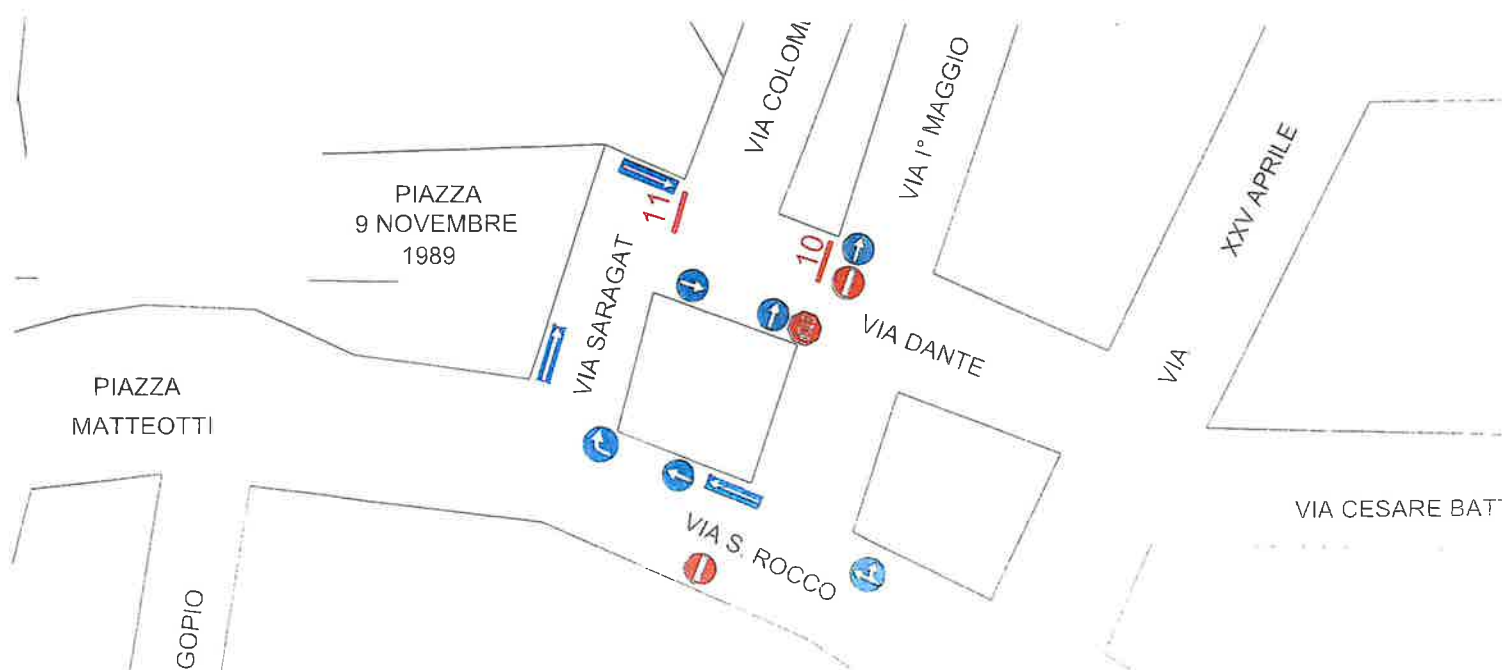 VIA COLOM
VIA I° MAGGIO
XXV APRILE
VIA
PIAZZA
9 NOVEMBRE
1989
11
10
VIA SARAGAT
VIA DANTE
PIAZZA
MATTEOTTI
VIA S. ROCCO
VIA CESARE BATT
GOPIO